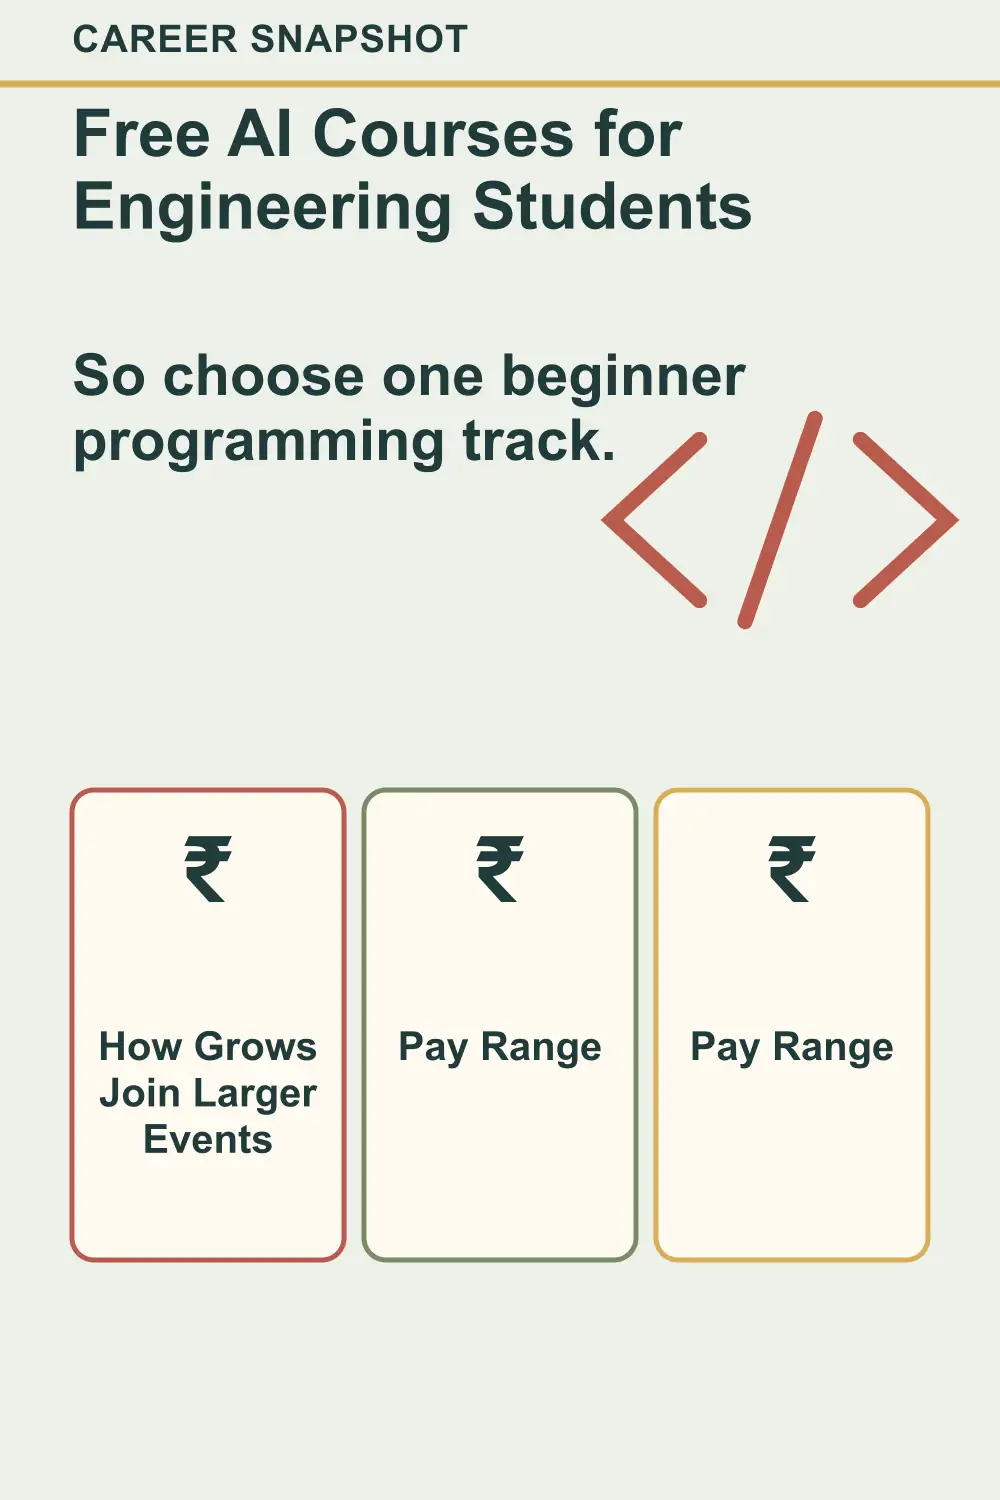 CAREER SNAPSHOT
Free AI Courses for
Engineering Students
So choose one beginner
programming track.
</>
₹
How Grows
Join Larger
Events
₹
Pay Range
₹
Pay Range